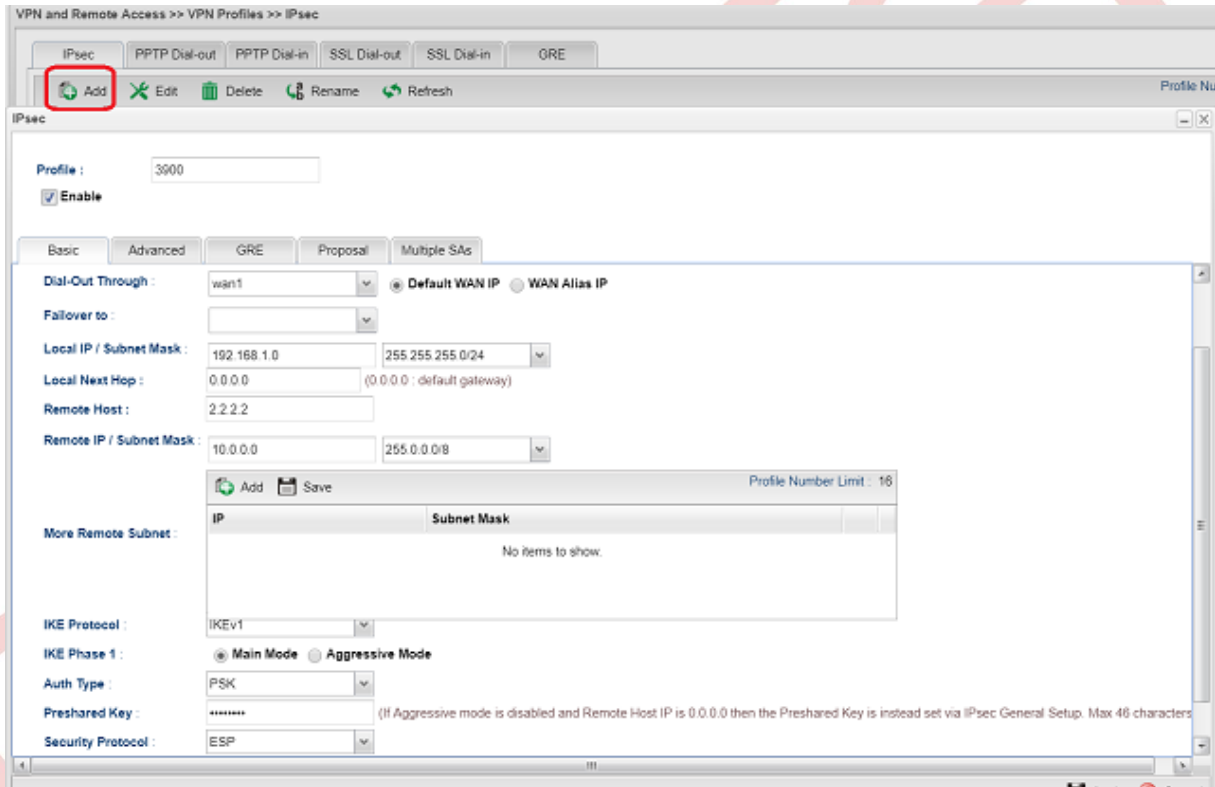 VPN and Remote Access >> VPN Profiles >> IPsec
IPsec PPTP Dial-out PPTP Dial-in SSL Dial-out SSL Dial-in GRE
Add Edit Delete Rename Refresh Profile Nu
IPsec
Profile : 3900
Enable
Basic Advanced GRE Proposal Multiple SAs
Dial-Out Through : wan1 Default WAN IP WAN Alias IP
Failover to :
Local IP / Subnet Mask : 192.168.1.0 255.255.255.0/24
Local Next Hop : 0.0.0.0 (0.0.0.0 : default gateway)
Remote Host : 2.2.2.2
Remote IP / Subnet Mask : 10.0.0.0 255.0.0.0/8
Add Save Profile Number Limit : 16
IP Subnet Mask
More Remote Subnet :
No items to show.
IKE Protocol : IKEv1
IKE Phase 1 : Main Mode Aggressive Mode
Auth Type : PSK
Preshared Key : •••••••• (If Aggressive mode is disabled and Remote Host IP is 0.0.0.0 then the Preshared Key is instead set via IPsec General Setup. Max 46 characters
Security Protocol : ESP